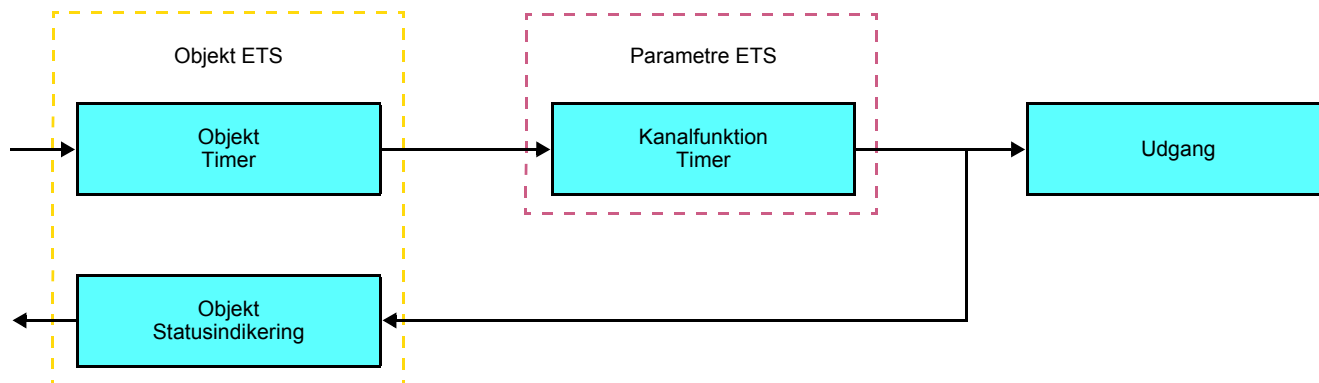 Objekt ETS
Parametre ETS
Objekt
Timer
Kanalfunktion
Timer
Udgang
Objekt
Statusindikering